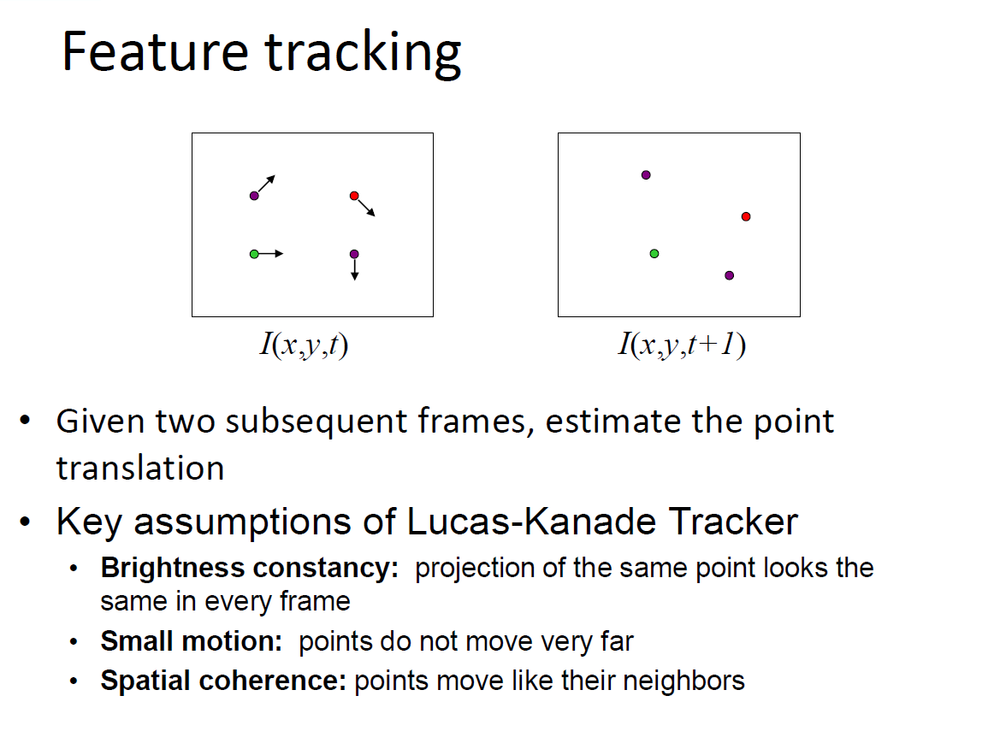 Feature tracking
I(x,y,t)
I(x,y,t+1)
• Given two subsequent frames, estimate the point
translation
• Key assumptions of Lucas-Kanade Tracker
• Brightness constancy: projection of the same point looks the
same in every frame
• Small motion: points do not move very far
• Spatial coherence: points move like their neighbors